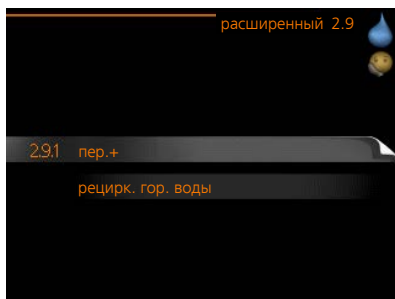 расширенный 2.9
2.9.1 пер.+
рецирк. гор. воды